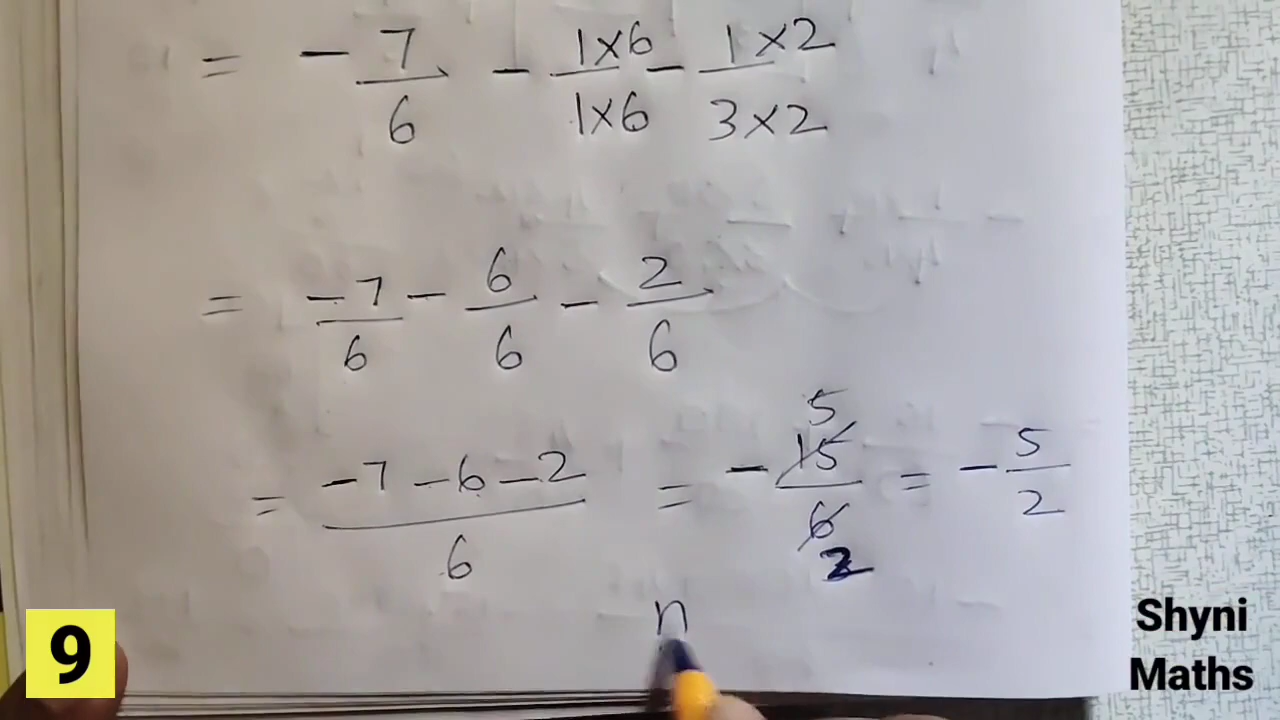 = - 7/6 - 1×6/1×6 - 1×2/3×2
= -7/6 - 6/6 - 2/6
= -7-6-2/6 = - 15/6 5 2 = - 5/2
n
9
Shyni
Maths